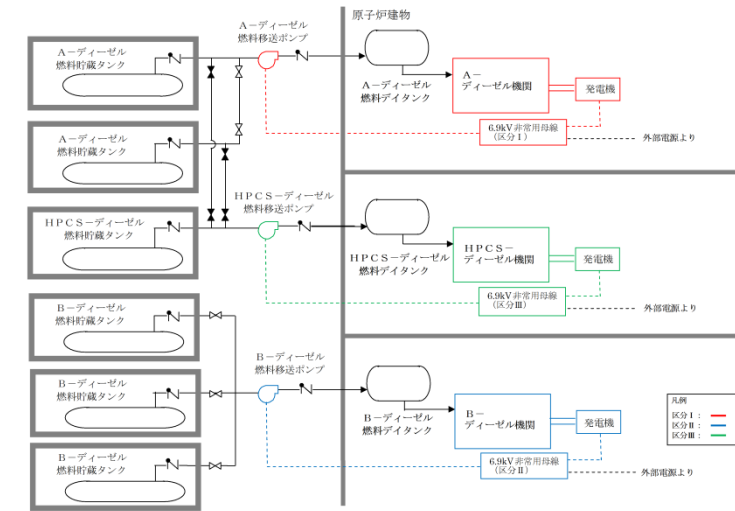 原子炉建物
A－ディーゼル
燃料移送ポンプ
A－ディーゼル
燃料貯蔵タンク
A－ディーゼル
燃料デイタンク
A－
ディーゼル機関
発電機
6.9kV非常用母線
(区分Ⅰ)
外部電源より
A－ディーゼル
燃料貯蔵タンク
HPCS－ディーゼル
燃料貯蔵タンク
HPCS－ディーゼル
燃料移送ポンプ
HPCS－ディーゼル
燃料デイタンク
HPCS－
ディーゼル機関
発電機
6.9kV非常用母線
(区分Ⅲ)
外部電源より
B－ディーゼル
燃料貯蔵タンク
B－ディーゼル
燃料移送ポンプ
B－ディーゼル
燃料貯蔵タンク
B－ディーゼル
燃料デイタンク
B－
ディーゼル機関
発電機
6.9kV非常用母線
(区分Ⅱ)
外部電源より
B－ディーゼル
燃料貯蔵タンク
凡例
区分Ⅰ：
区分Ⅱ：
区分Ⅲ：